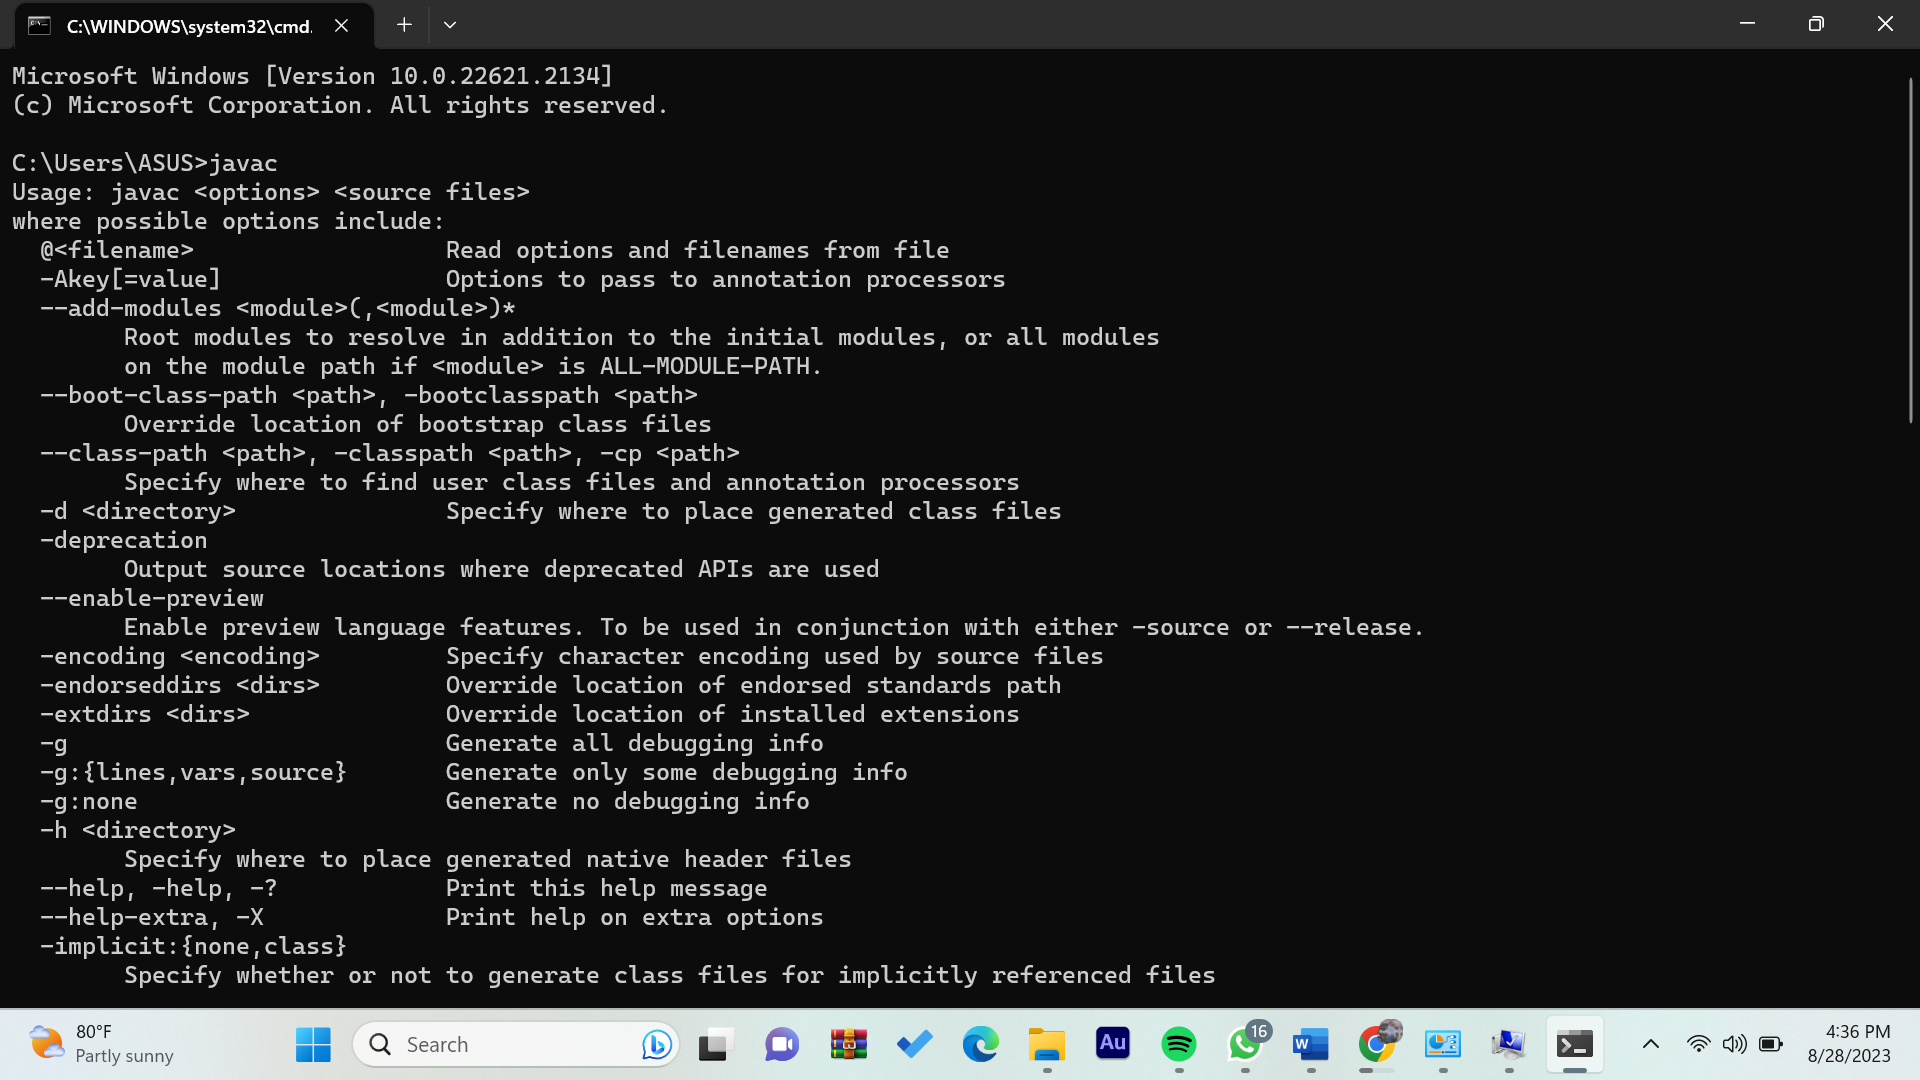 C:\WINDOWS\system32\cmd.
Microsoft Windows [Version 10.0.22621.2134]
(c) Microsoft Corporation. All rights reserved.
C:\Users\ASUS>javac
Usage: javac <options> <source files>
where possible options include:
  @<filename>                  Read options and filenames from file
  -Akey[=value]                Options to pass to annotation processors
  --add-modules <module>(,<module>)*
        Root modules to resolve in addition to the initial modules, or all modules
        on the module path if <module> is ALL-MODULE-PATH.
  --boot-class-path <path>, -bootclasspath <path>
        Override location of bootstrap class files
  --class-path <path>, -classpath <path>, -cp <path>
        Specify where to find user class files and annotation processors
  -d <directory>               Specify where to place generated class files
  -deprecation
        Output source locations where deprecated APIs are used
  --enable-preview
        Enable preview language features. To be used in conjunction with either -source or --release.
  -encoding <encoding>         Specify character encoding used by source files
  -endorseddirs <dirs>         Override location of endorsed standards path
  -extdirs <dirs>              Override location of installed extensions
  -g                           Generate all debugging info
  -g:{lines,vars,source}       Generate only some debugging info
  -g:none                      Generate no debugging info
  -h <directory>
        Specify where to place generated native header files
  --help, -help, -?            Print this help message
  --help-extra, -X             Print help on extra options
  -implicit:{none,class}
        Specify whether or not to generate class files for implicitly referenced files
80°F
Partly sunny
Search
Au
16
W
4:36 PM
8/28/2023